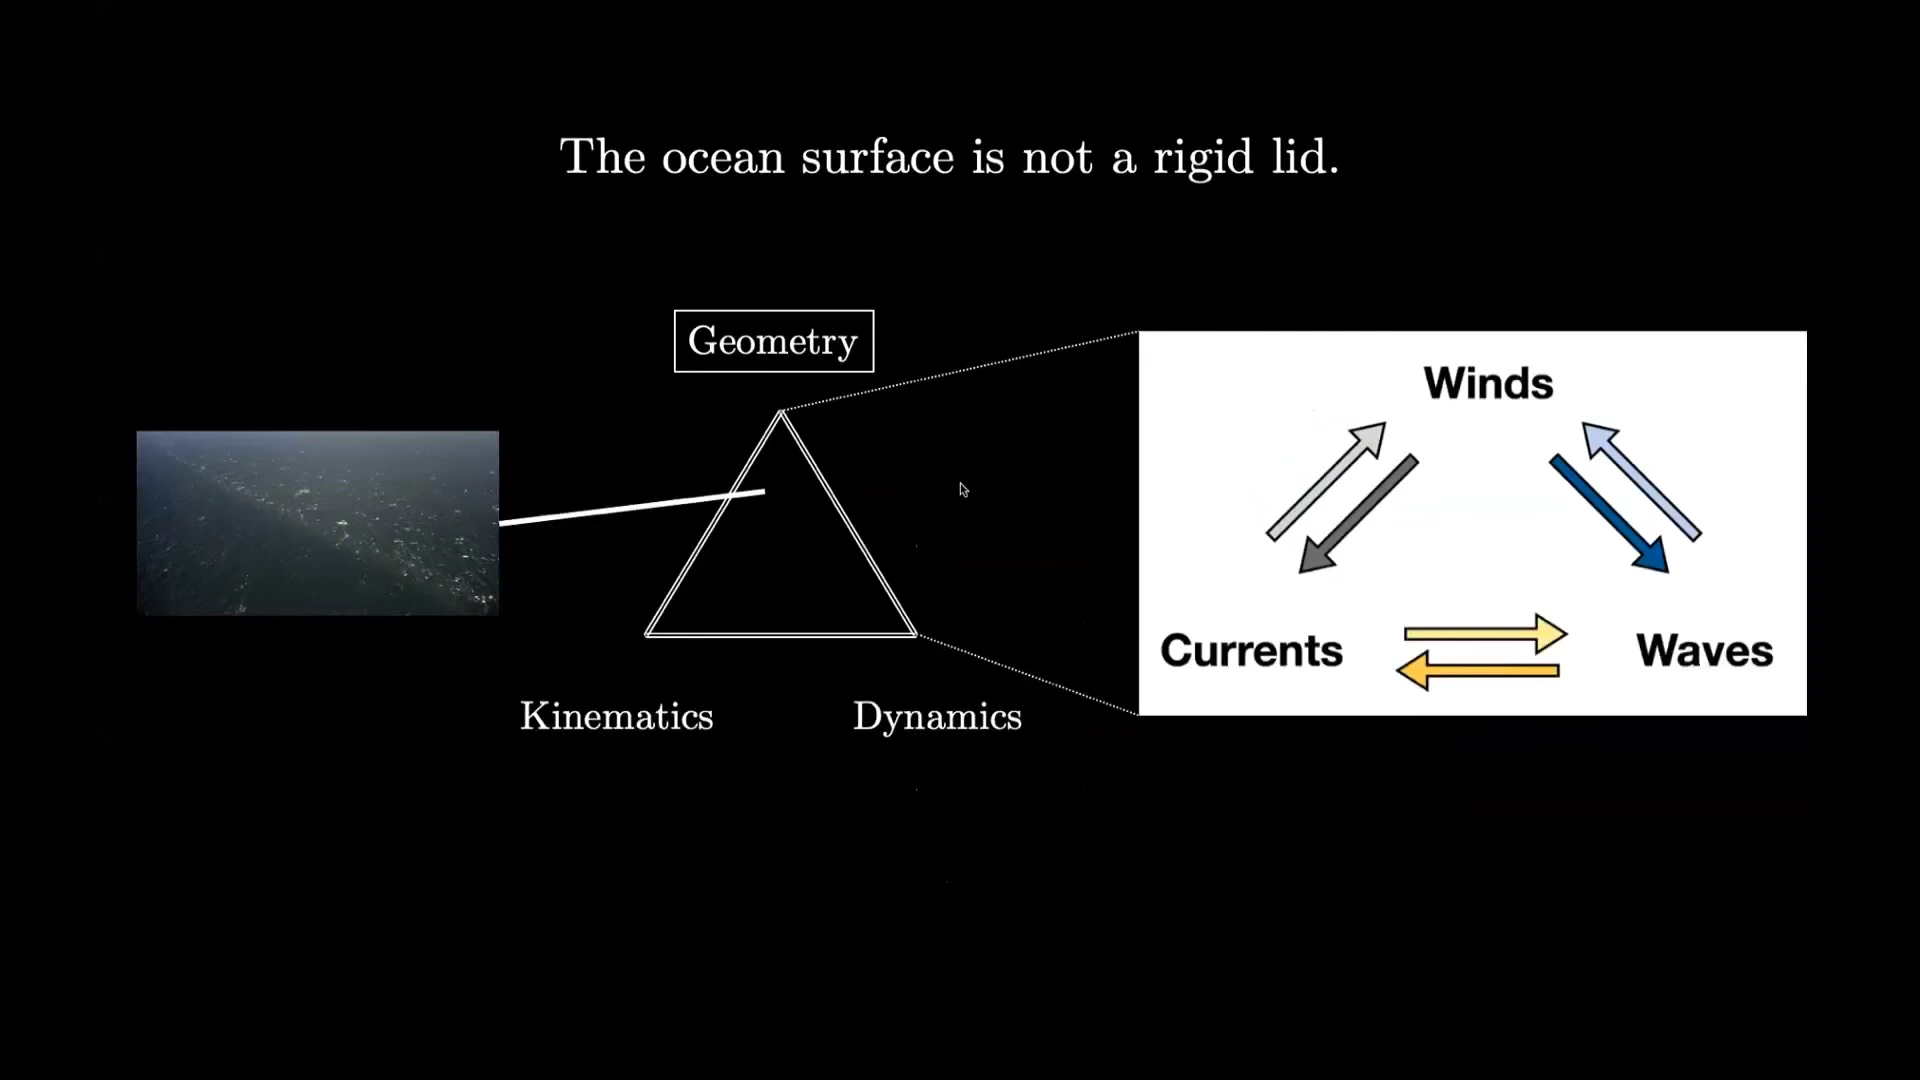 The ocean surface is not a rigid lid.
Geometry
Kinematics
Dynamics
Winds
Currents
Waves